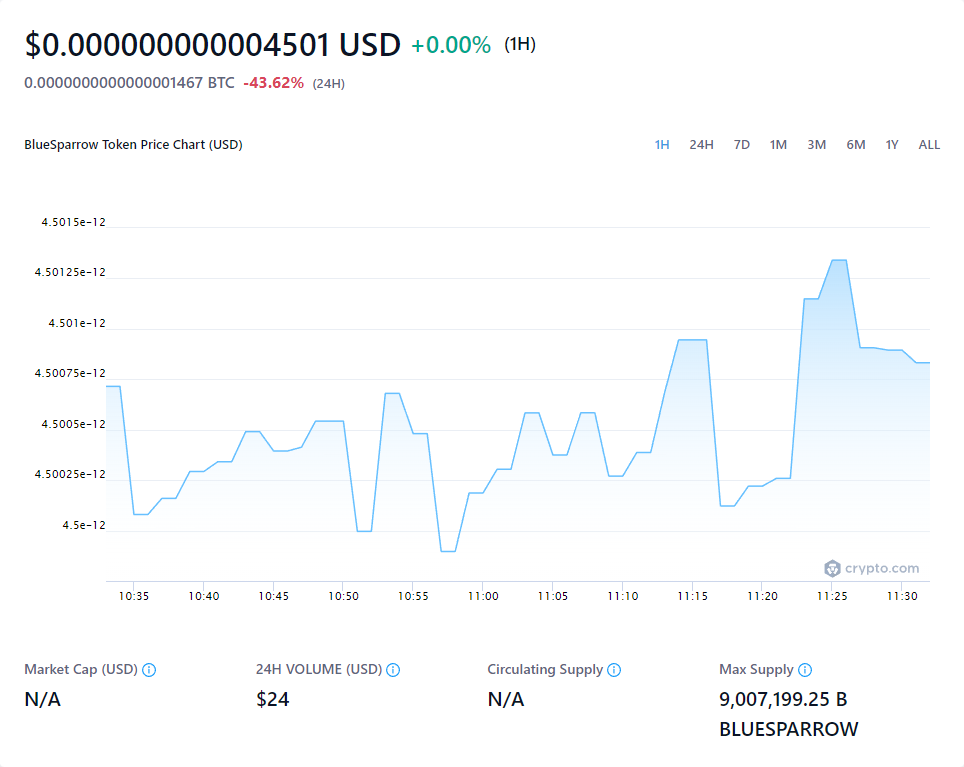 $0.000000000004501 USD +0.00% (1H)
0.0000000000000001467 BTC -43.62% (24H)
BlueSparrow Token Price Chart (USD) 1H 24H 7D 1M 3M 6M 1Y ALL
4.5015e-12
4.50125e-12
4.501e-12
4.50075e-12
4.5005e-12
4.50025e-12
4.5e-12
crypto.com
10:35 10:40 10:45 10:50 10:55 11:00 11:05 11:10 11:15 11:20 11:25 11:30
Market Cap (USD) 24H VOLUME (USD) Circulating Supply Max Supply
N/A $24 N/A 9,007,199.25 B
BLUESPARROW